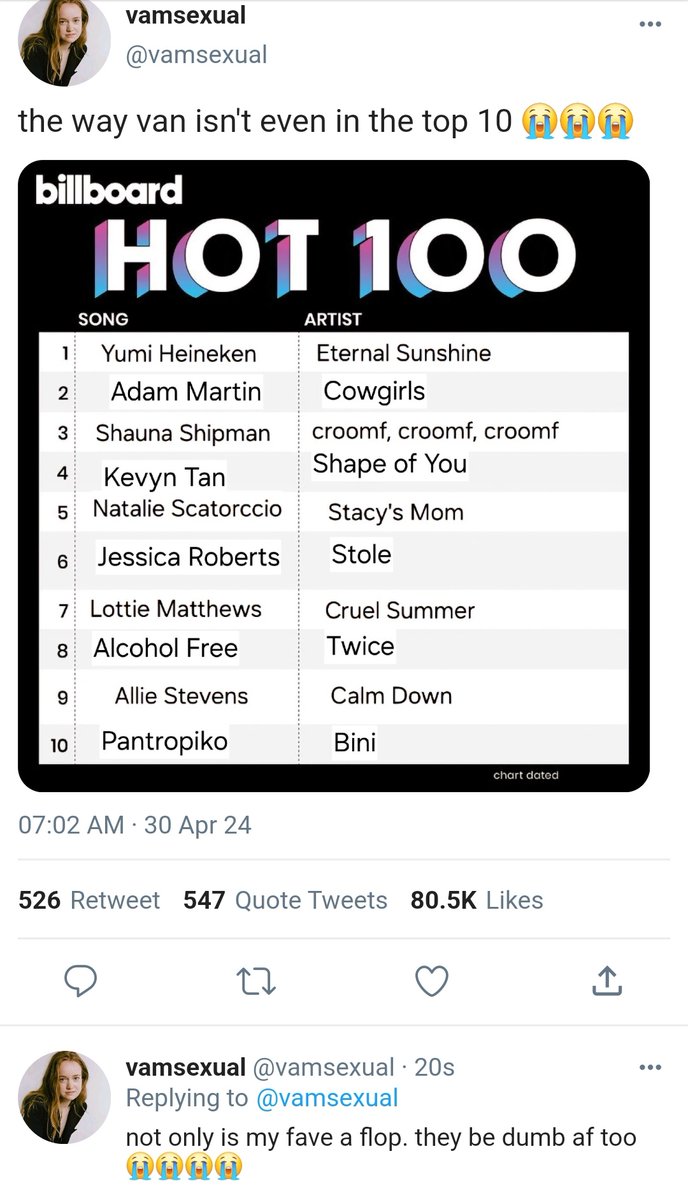 vamsexual
@vamsexual
the way van isn't even in the top 10 😭😭😭
billboard
HOT 100
SONG ARTIST
1 Yumi Heineken Eternal Sunshine
2 Adam Martin Cowgirls
3 Shauna Shipman croomf, croomf, croomf
4 Kevyn Tan Shape of You
5 Natalie Scatorccio Stacy's Mom
6 Jessica Roberts Stole
7 Lottie Matthews Cruel Summer
8 Alcohol Free Twice
9 Allie Stevens Calm Down
10 Pantropiko Bini
chart dated
07:02 AM · 30 Apr 24
526 Retweet 547 Quote Tweets 80.5K Likes
vamsexual @vamsexual · 20s
Replying to @vamsexual
not only is my fave a flop. they be dumb af too
😭😭😭😭